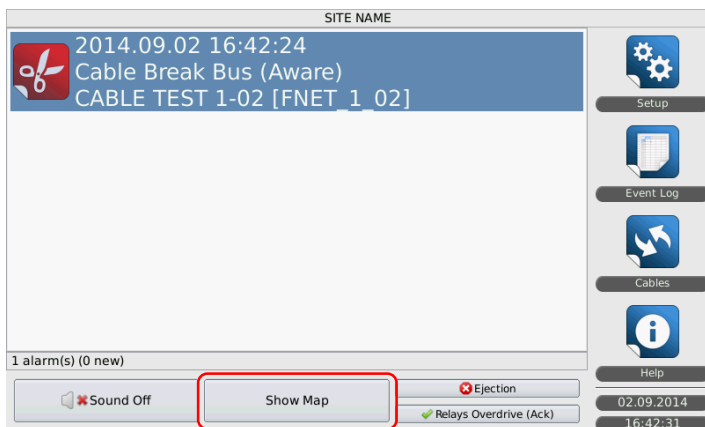 SITE NAME
2014.09.02 16:42:24
Cable Break Bus (Aware)
CABLE TEST 1-02 [FNET_1_02]
Setup
Event Log
Cables
Help
1 alarm(s) (0 new)
Sound Off
Show Map
Ejection
Relays Overdrive (Ack)
02.09.2014
16:42:31